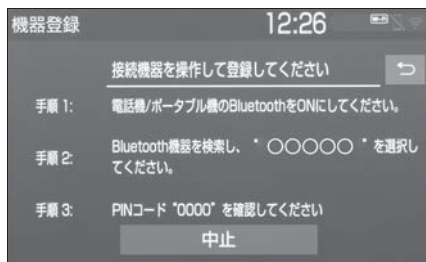 機器登録 12:26
接続機器を操作して登録してください
手順 1: 電話機/ポータブル機のBluetoothをONにしてください。
手順 2: Bluetooth機器を検索し、"○○○○○"を選択し
てください。
手順 3: PINコード"0000"を確認してください
中止